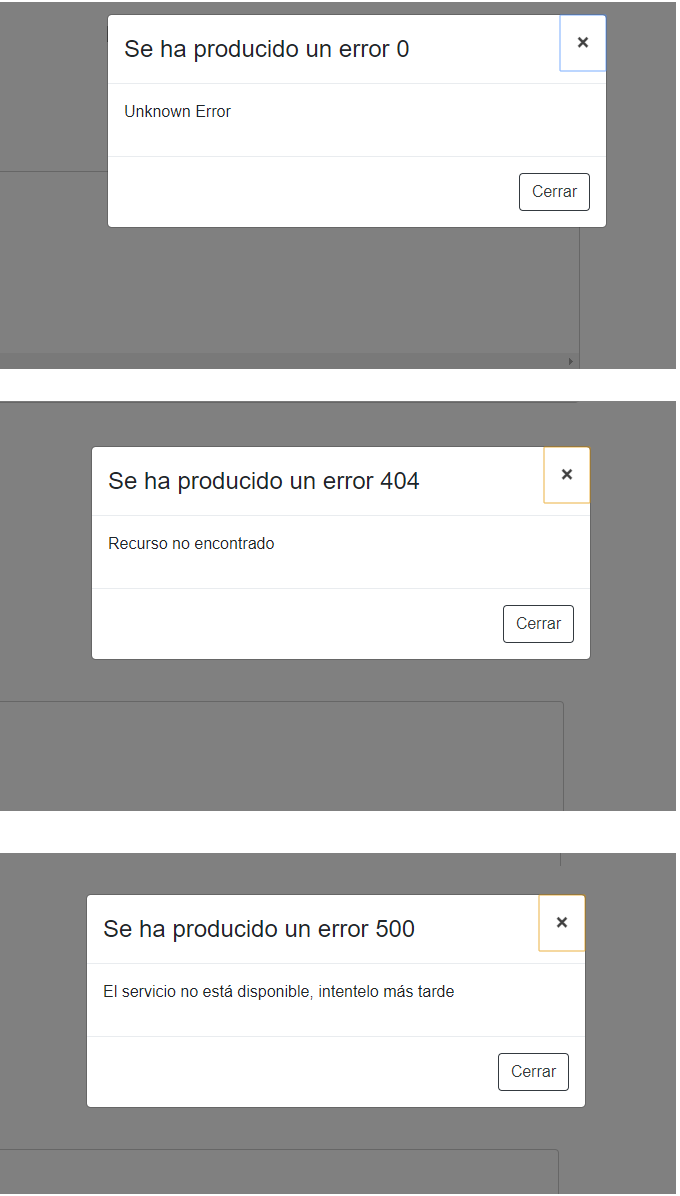 Se ha producido un error 0
×
Unknown Error
Cerrar
Se ha producido un error 404
×
Recurso no encontrado
Cerrar
Se ha producido un error 500
×
El servicio no está disponible, intentelo más tarde
Cerrar